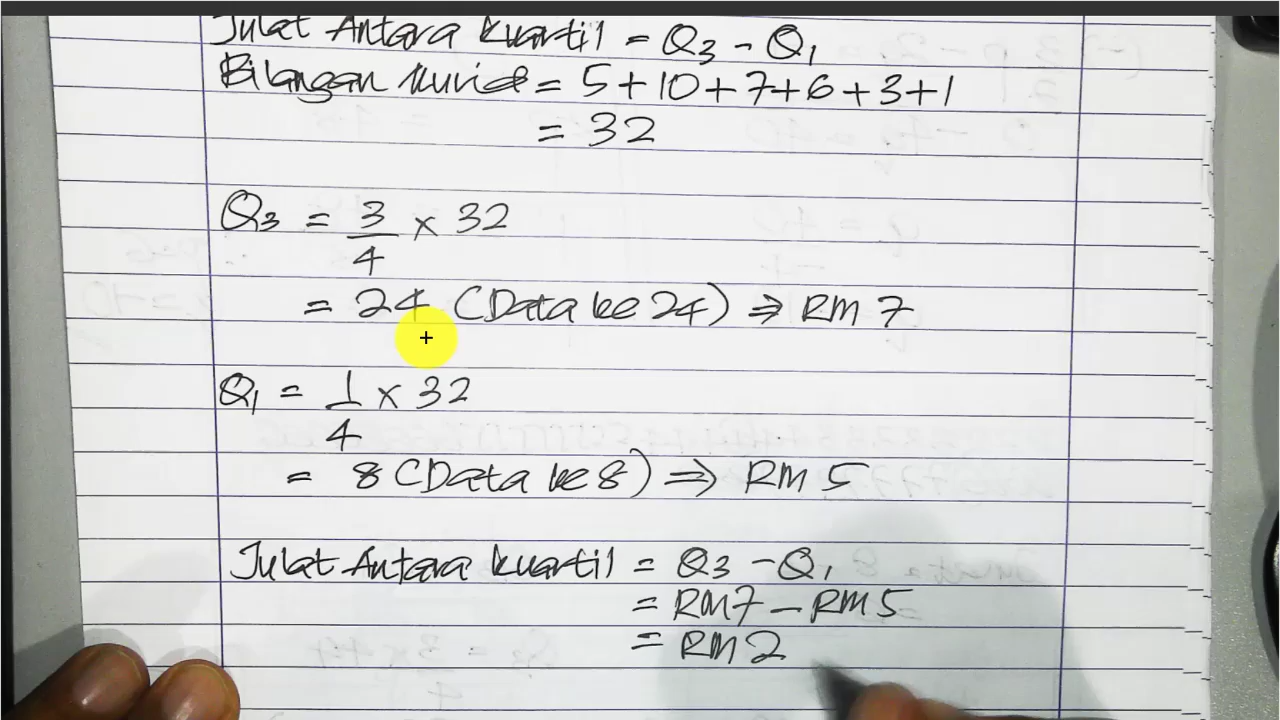 Julat Antara Kuartil = Q3 - Q1
Bilangan Murid = 5+10+7+6+3+1
= 32
Q3 = 3/4 × 32
= 24 (Data ke 24) ⇒ RM 7
Q1 = 1/4 × 32
= 8 (Data ke 8) ⇒ RM 5
Julat Antara Kuartil = Q3 - Q1
= RM7 - RM5
= RM2